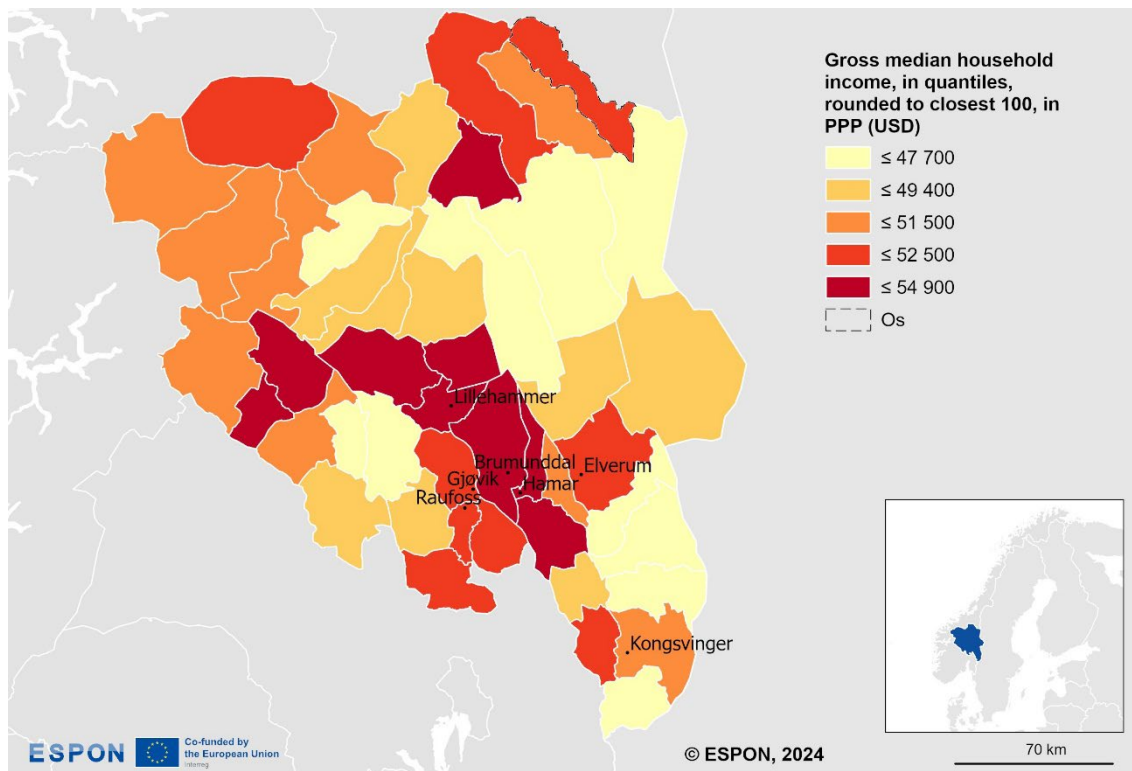 Gross median household
income, in quantiles,
rounded to closest 100, in
PPP (USD)
≤ 47 700
≤ 49 400
≤ 51 500
≤ 52 500
≤ 54 900
Os
Lillehammer
Brumunddal
Elverum
Gjøvik
Hamar
Raufoss
Kongsvinger
ESPON
Co-funded by
the European Union
Interreg
© ESPON, 2024
70 km